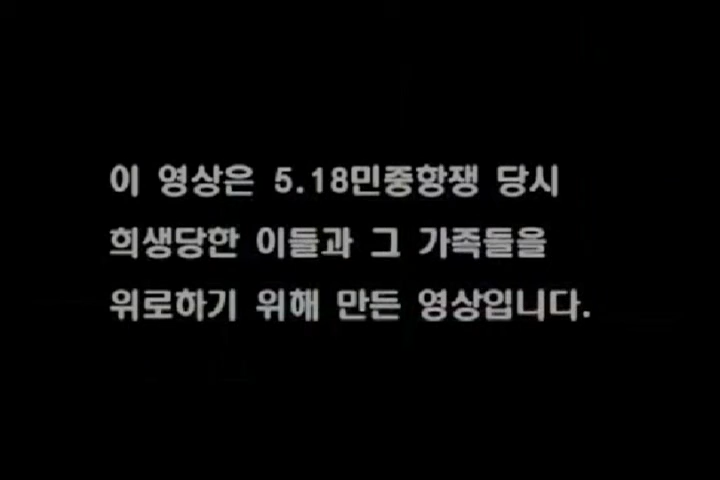 이 영상은 5.18민중항쟁 당시
희생당한 이들과 그 가족들을
위로하기 위해 만든 영상입니다.